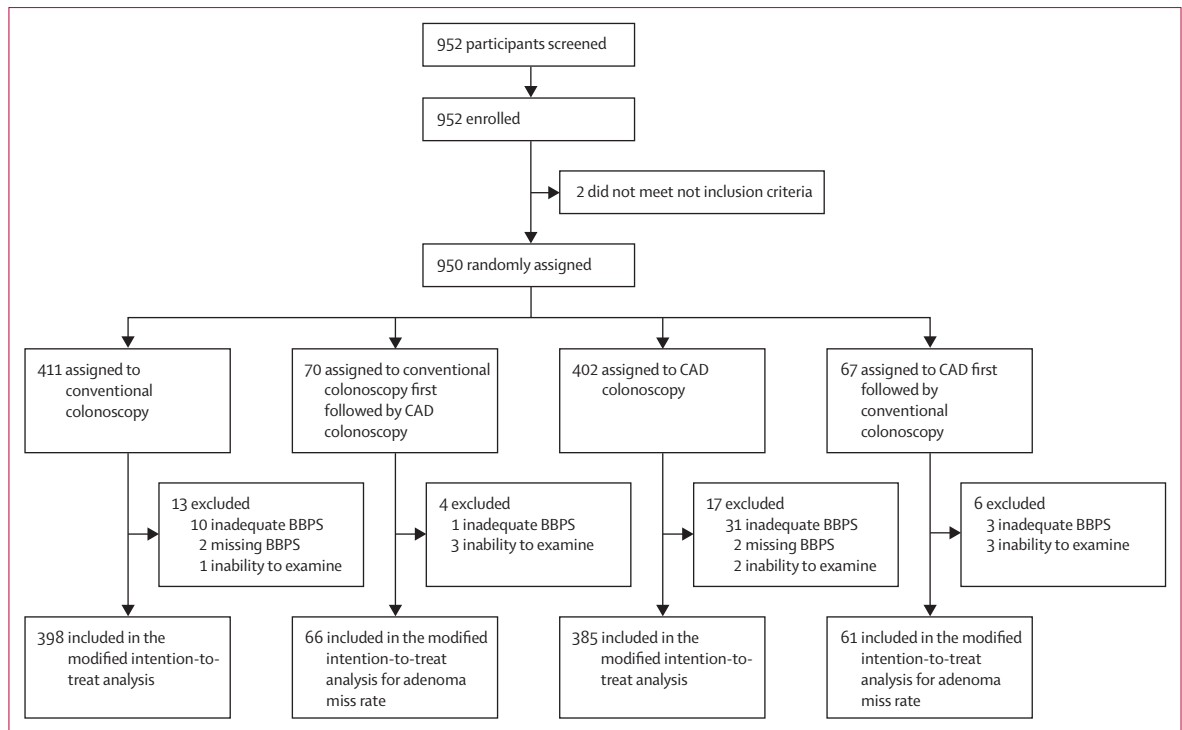 952 participants screened
952 enrolled
2 did not meet not inclusion criteria
950 randomly assigned
411 assigned to
conventional
colonoscopy
70 assigned to conventional
colonoscopy first
followed by CAD
colonoscopy
402 assigned to CAD
colonoscopy
67 assigned to CAD first
followed by
conventional
colonoscopy
13 excluded
10 inadequate BBPS
2 missing BBPS
1 inability to examine
4 excluded
1 inadequate BBPS
3 inability to examine
17 excluded
31 inadequate BBPS
2 missing BBPS
2 inability to examine
6 excluded
3 inadequate BBPS
3 inability to examine
398 included in the
modified intention-to-
treat analysis
66 included in the modified
intention-to-treat
analysis for adenoma
miss rate
385 included in the
modified intention-to-
treat analysis
61 included in the modified
intention-to-treat
analysis for adenoma
miss rate